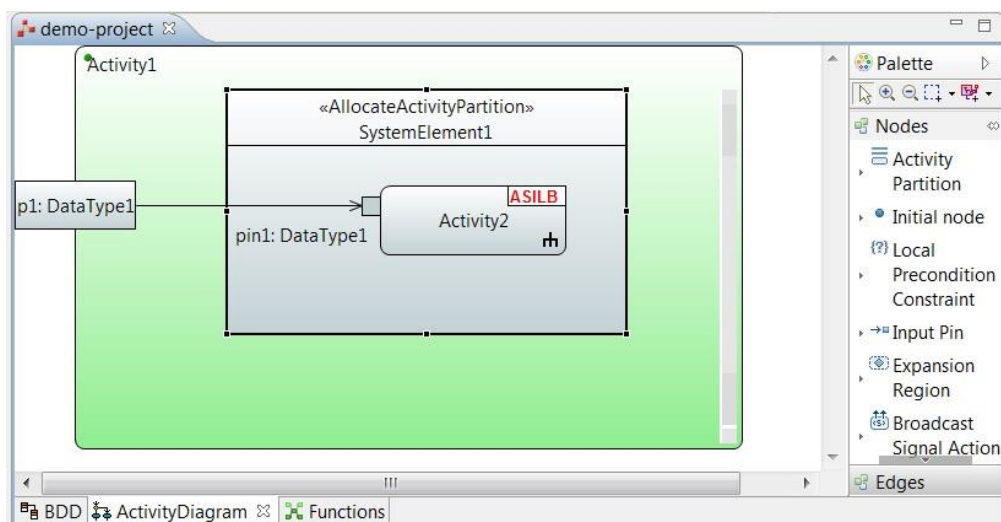 demo-project
Activity1
«AllocateActivityPartition»
SystemElement1
p1: DataType1
pin1: DataType1
ASILB
Activity2
Palette
Nodes
Activity
Partition
Initial node
Local
Precondition
Constraint
Input Pin
Expansion
Region
Broadcast
Signal Action
Edges
BDD
ActivityDiagram
Functions